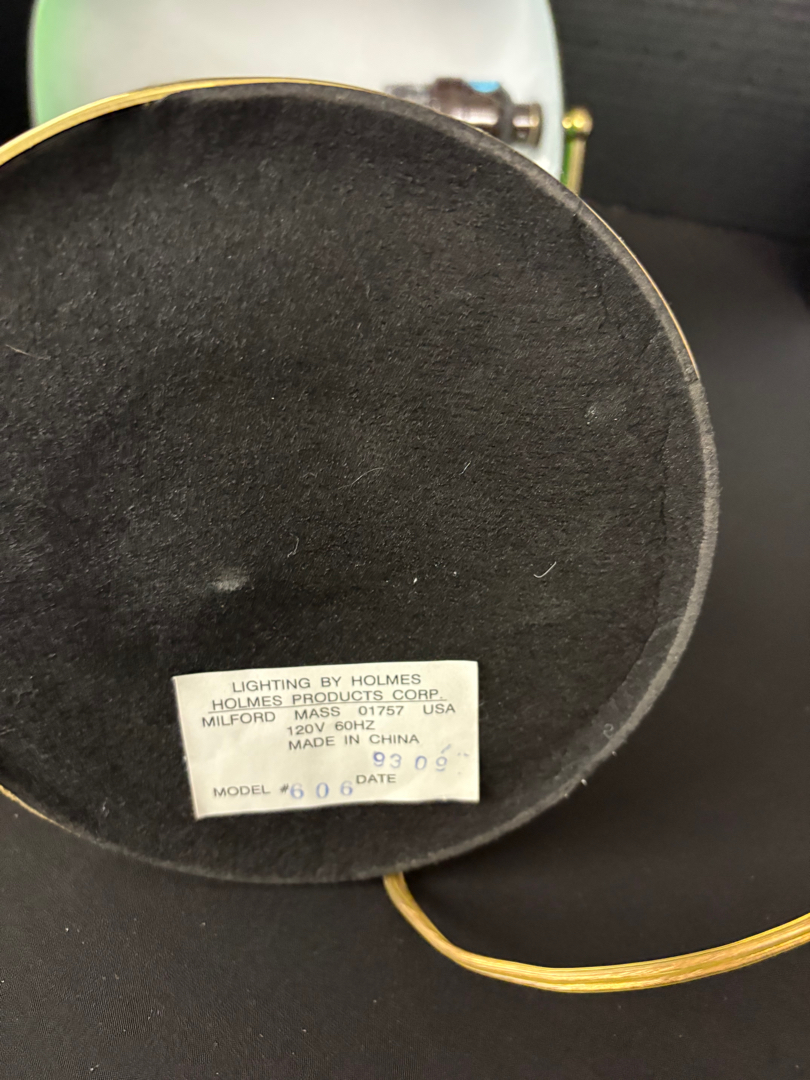 LIGHTING BY HOLMES
HOLMES PRODUCTS CORP.
MILFORD MASS 01757 USA
120V 60HZ
MADE IN CHINA
9309
DATE
MODEL #606